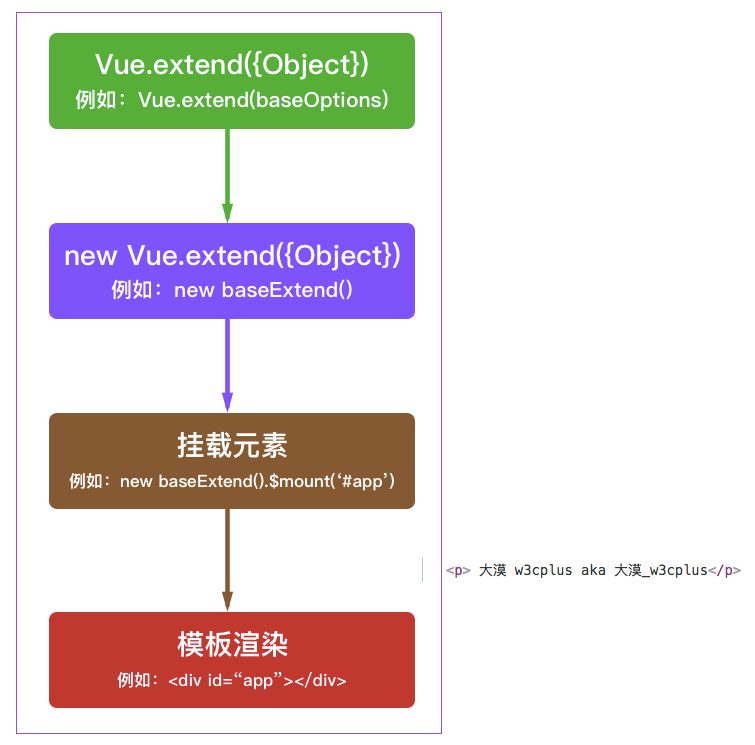 Vue.extend({Object})
例如：Vue.extend(baseOptions)
new Vue.extend({Object})
例如：new baseExtend()
挂载元素
例如：new baseExtend().$mount(‘#app’)
<p> 大漠 w3cplus aka 大漠_w3cplus</p>
模板渲染
例如：<div id=“app”></div>